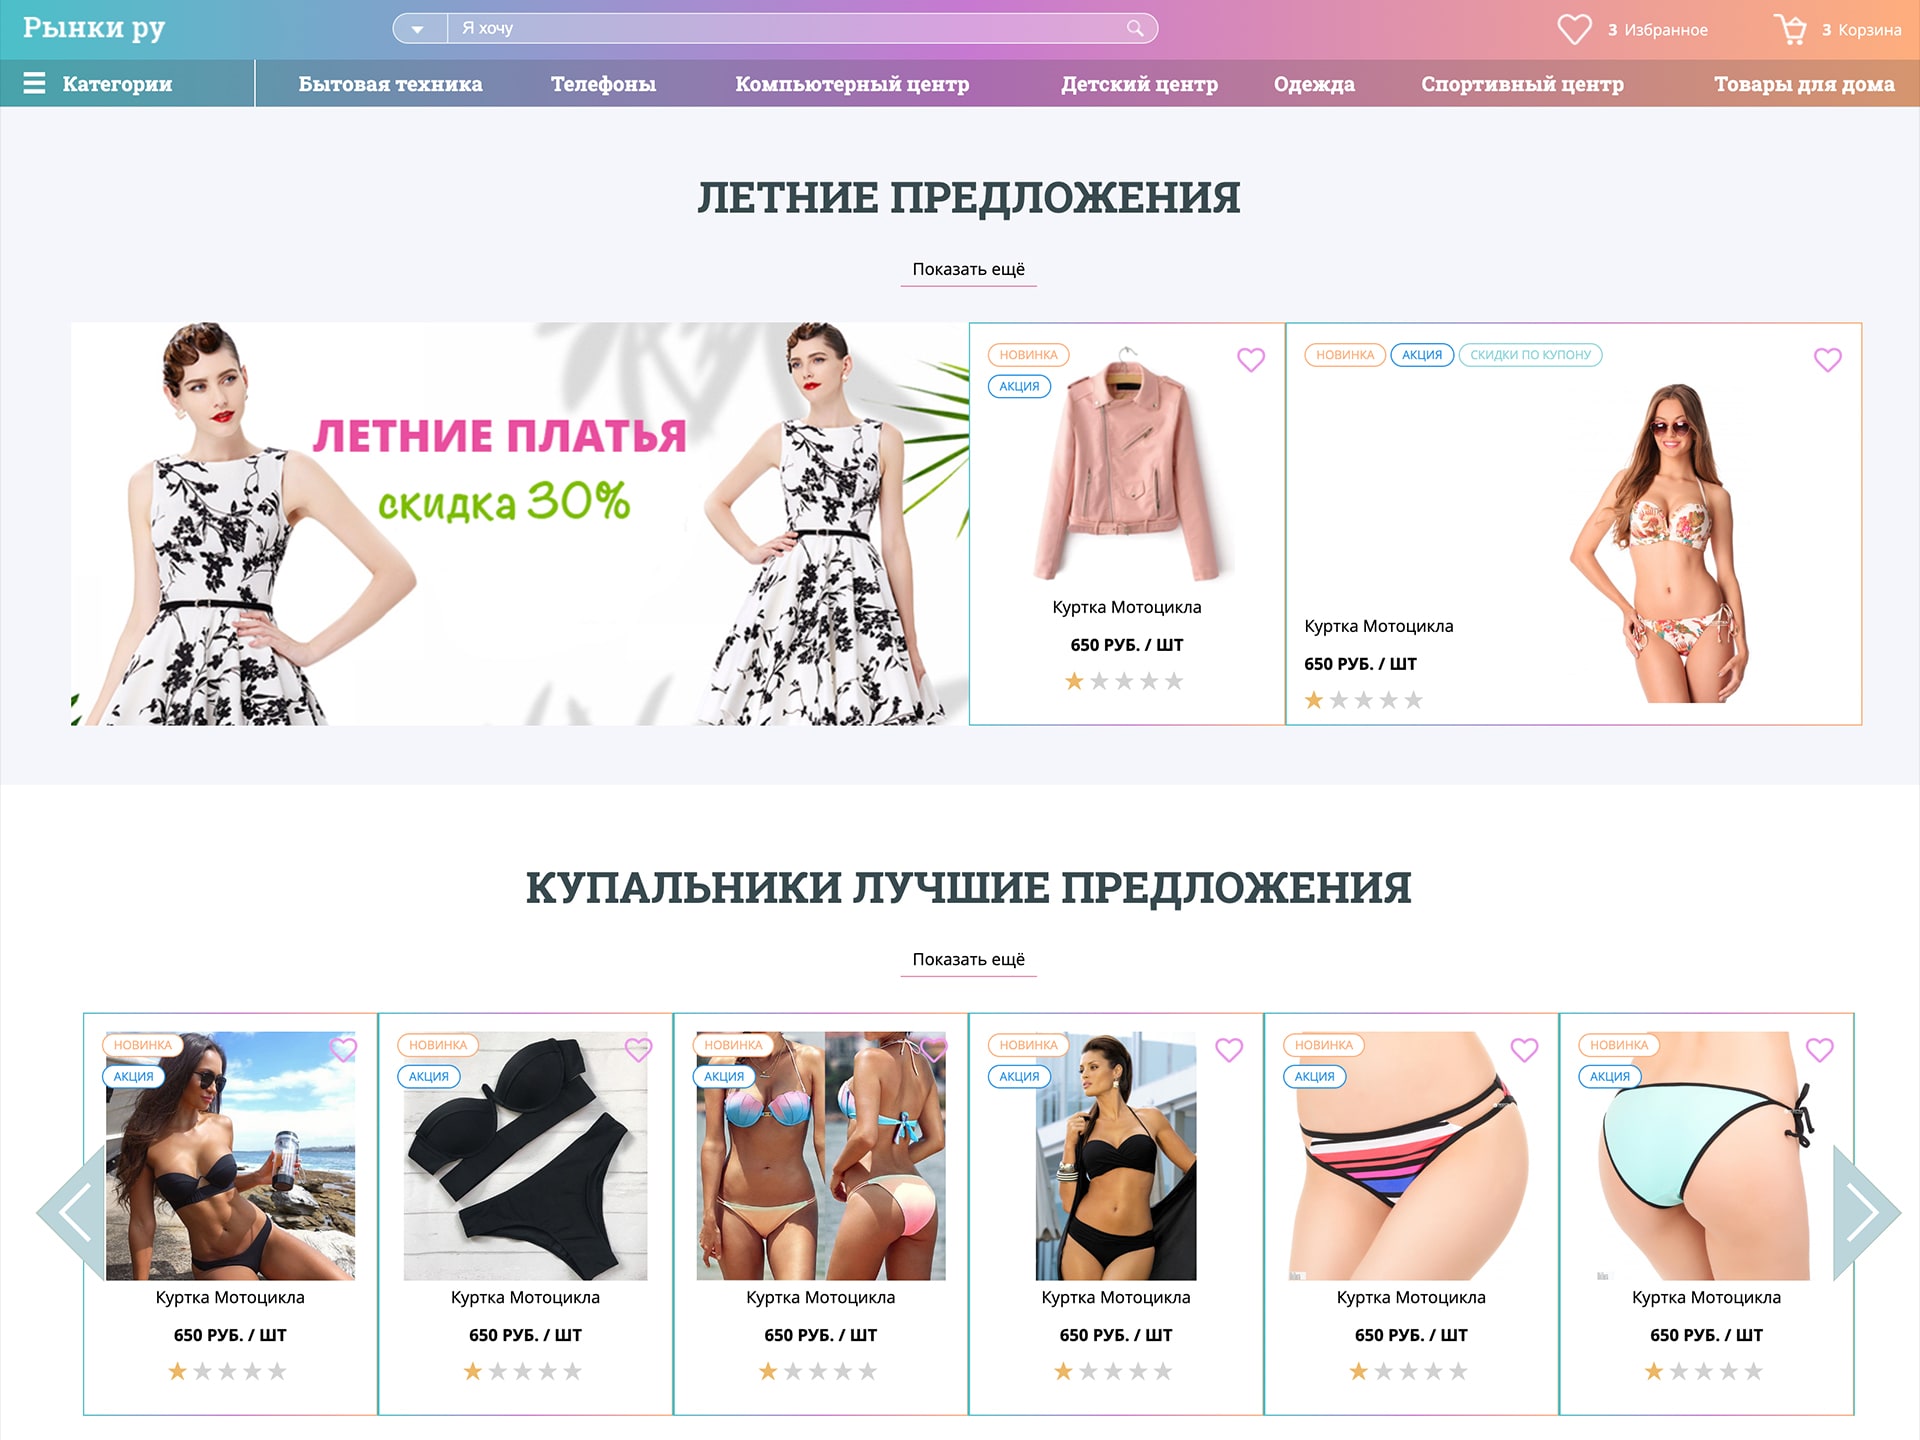 Рынки ру
Я хочу
3 Избранное
3 Корзина
Категории
Бытовая техника
Телефоны
Компьютерный центр
Детский центр
Одежда
Спортивный центр
Товары для дома
ЛЕТНИЕ ПРЕДЛОЖЕНИЯ
Показать ещё
ЛЕТНИЕ ПЛАТЬЯ
скидка 30%
НОВИНКА
АКЦИЯ
Куртка Мотоцикла
650 РУБ. / ШТ
НОВИНКА
АКЦИЯ
СКИДКИ ПО КУПОНУ
Куртка Мотоцикла
650 РУБ. / ШТ
КУПАЛЬНИКИ ЛУЧШИЕ ПРЕДЛОЖЕНИЯ
Показать ещё
НОВИНКА
АКЦИЯ
Куртка Мотоцикла
650 РУБ. / ШТ
НОВИНКА
АКЦИЯ
Куртка Мотоцикла
650 РУБ. / ШТ
НОВИНКА
АКЦИЯ
Куртка Мотоцикла
650 РУБ. / ШТ
НОВИНКА
АКЦИЯ
Куртка Мотоцикла
650 РУБ. / ШТ
НОВИНКА
АКЦИЯ
Куртка Мотоцикла
650 РУБ. / ШТ
НОВИНКА
АКЦИЯ
Куртка Мотоцикла
650 РУБ. / ШТ